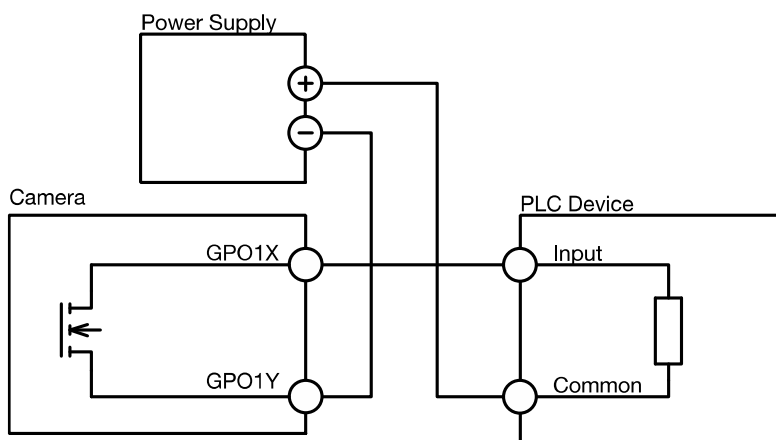 Power Supply
+
−
Camera
PLC Device
GPO1X
Input
GPO1Y
Common